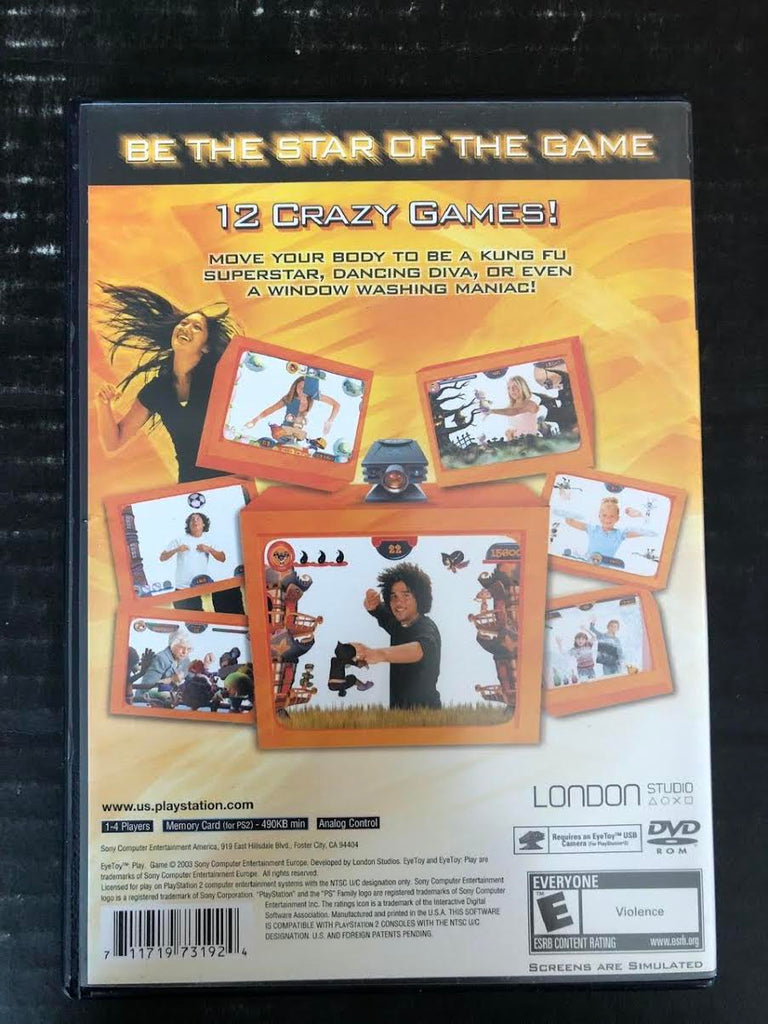 BE THE STAR OF THE GAME
12 CRAZY GAMES!
MOVE YOUR BODY TO BE A KUNG FU
SUPERSTAR, DANCING DIVA, OR EVEN
A WINDOW WASHING MANIAC!
22
15600
LONDON STUDIO
www.us.playstation.com
1-4 Players
Memory Card (for PS2) - 490KB min
Analog Control
Requires an EyeToy™ USB
Camera (for PlayStation®2)
DVD
ROM
Sony Computer Entertainment America, 919 East Hillsdale Blvd., Foster City, CA 94404
EyeToy™ Play. Game © 2003 Sony Computer Entertainment Europe. Developed by London Studios. EyeToy and EyeToy: Play are
trademarks of Sony Computer Entertainment Europe. All rights reserved.
Licensed for play on PlayStation 2 computer entertainment systems with the NTSC U/C designation only. Sony Computer Entertainment
logo is a registered trademark of Sony Corporation. "PlayStation" and the "PS" Family logo are registered trademarks of Sony Computer
Entertainment Inc. The ratings icon is a trademark of the Interactive Digital
Software Association. Manufactured and printed in the U.S.A. THIS SOFTWARE
IS COMPATIBLE WITH PLAYSTATION 2 CONSOLES WITH THE NTSC U/C
DESIGNATION. U.S. AND FOREIGN PATENTS PENDING.
7 11719 73192 4
EVERYONE
E
Violence
ESRB CONTENT RATING www.esrb.org
SCREENS ARE SIMULATED